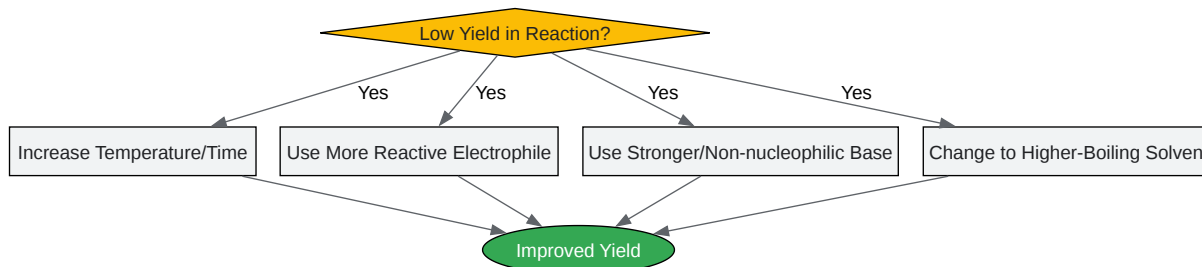 Low Yield in Reaction?
Yes
Yes
Yes
Yes
Increase Temperature/Time
Use More Reactive Electrophile
Use Stronger/Non-nucleophilic Base
Change to Higher-Boiling Solven
Improved Yield